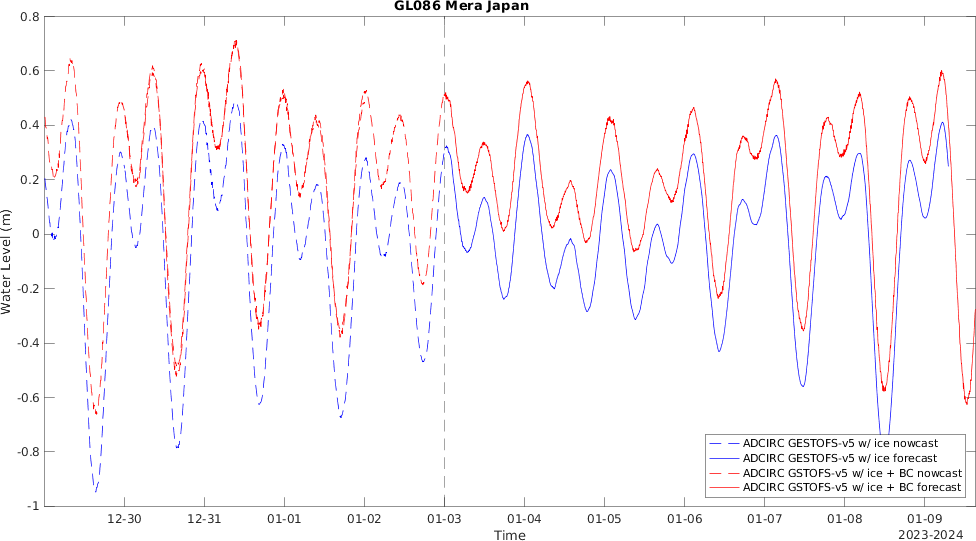 GL086 Mera Japan
0.8
0.6
0.4
0.2
0
-0.2
-0.4
-0.6
-0.8
-1
Water Level (m)
ADCIRC GESTOFS-v5 w/ ice nowcast
ADCIRC GESTOFS-v5 w/ ice forecast
ADCIRC GSTOFS-v5 w/ ice + BC nowcast
ADCIRC GSTOFS-v5 w/ ice + BC forecast
12-30 12-31 01-01 01-02 01-03 01-04 01-05 01-06 01-07 01-08 01-09
Time
2023-2024